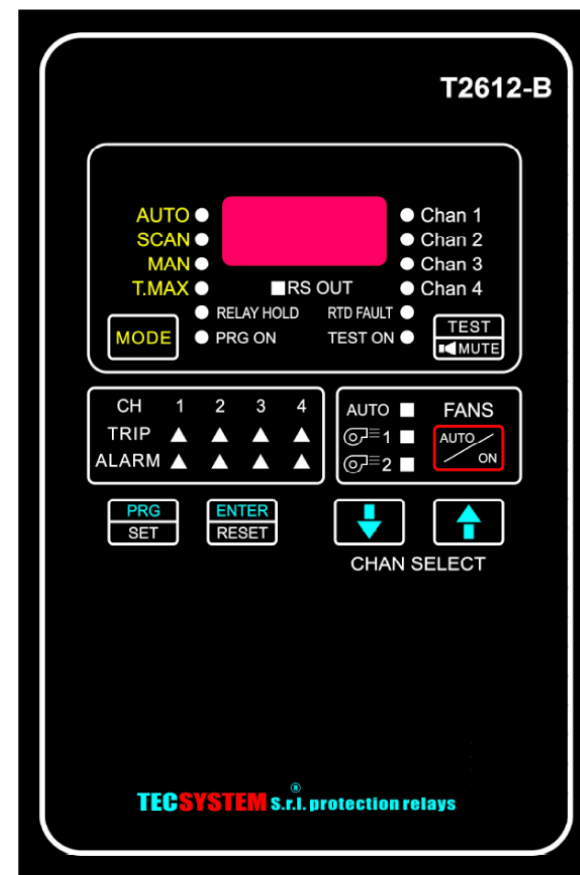 T2612-B
AUTO Chan 1
SCAN Chan 2
MAN Chan 3
T.MAX RS OUT Chan 4
RELAY HOLD RTD FAULT
MODE PRG ON TEST ON TEST
MUTE
CH 1 2 3 4
TRIP
ALARM
AUTO FANS
1 AUTO
ON
2
PRG
SET
ENTER
RESET
CHAN SELECT
TECSYSTEM S.r.l. ® protection relays